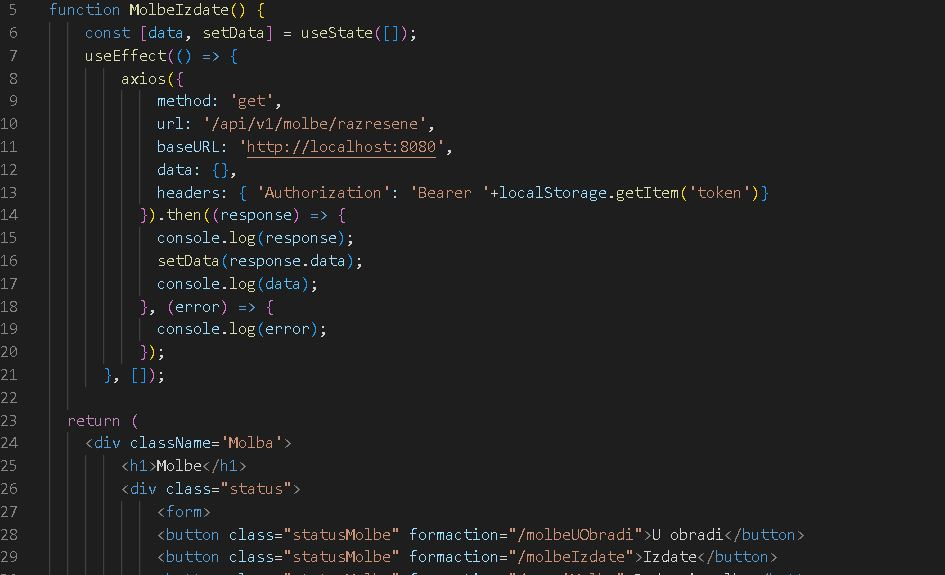 5 function MolbeIzdate() {
6 const [data, setData] = useState([]);
7 useEffect(() => {
8 axios({
9 method: 'get',
10 url: '/api/v1/molbe/razresene',
11 baseURL: 'http://localhost:8080',
12 data: {},
13 headers: { 'Authorization': 'Bearer '+localStorage.getItem('token')}
14 }).then((response) => {
15 console.log(response);
16 setData(response.data);
17 console.log(data);
18 }, (error) => {
19 console.log(error);
20 });
21 }, []);
22
23 return (
24 <div className='Molba'>
25 <h1>Molbe</h1>
26 <div class="status">
27 <form>
28 <button class="statusMolbe" formaction="/molbeUObradi">U obradi</button>
29 <button class="statusMolbe" formaction="/molbeIzdate">Izdate</button>